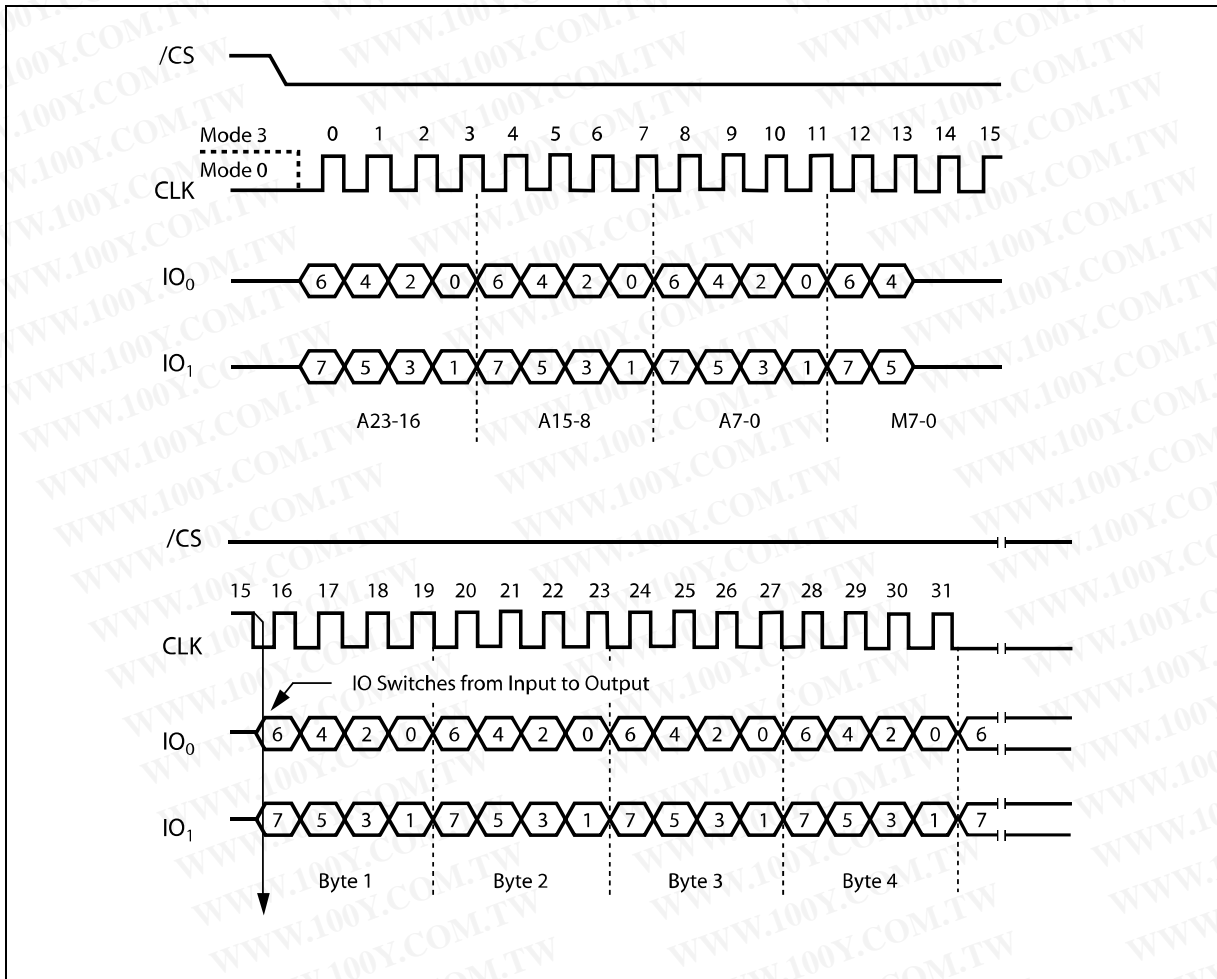 /CS
Mode 3
0 1 2 3 4 5 6 7 8 9 10 11 12 13 14 15
Mode 0
CLK
IO0 6 4 2 0 6 4 2 0 6 4 2 0 6 4
IO1 7 5 3 1 7 5 3 1 7 5 3 1 7 5
A23-16 A15-8 A7-0 M7-0
/CS
15 16 17 18 19 20 21 22 23 24 25 26 27 28 29 30 31
CLK
IO Switches from Input to Output
IO0 6 4 2 0 6 4 2 0 6 4 2 0 6 4 2 0 6
IO1 7 5 3 1 7 5 3 1 7 5 3 1 7 5 3 1 7
Byte 1 Byte 2 Byte 3 Byte 4
WWW.100Y.COM.TW